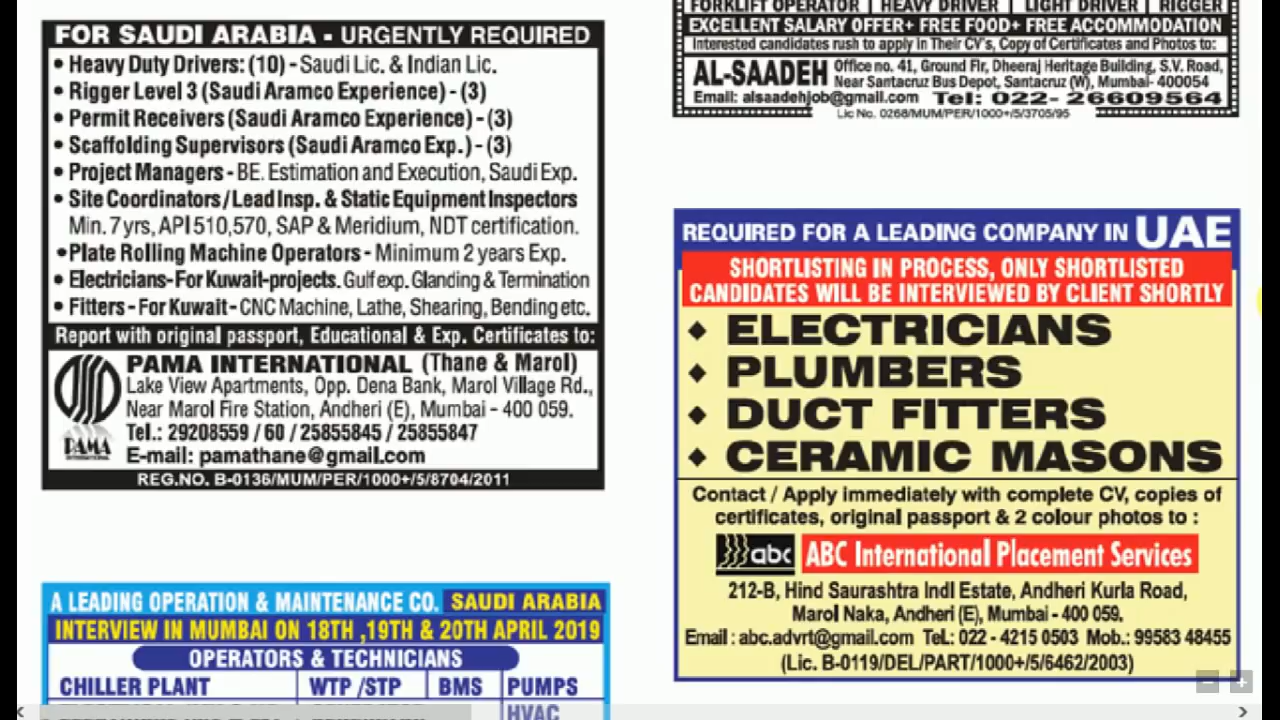 FOR SAUDI ARABIA - URGENTLY REQUIRED
• Heavy Duty Drivers: (10) - Saudi Lic. & Indian Lic.
• Rigger Level 3 (Saudi Aramco Experience) - (3)
• Permit Receivers (Saudi Aramco Experience) - (3)
• Scaffolding Supervisors (Saudi Aramco Exp.) - (3)
• Project Managers - BE. Estimation and Execution, Saudi Exp.
• Site Coordinators / Lead Insp. & Static Equipment Inspectors
Min. 7 yrs, API 510,570, SAP & Meridium, NDT certification.
• Plate Rolling Machine Operators - Minimum 2 years Exp.
• Electricians- For Kuwait-projects. Gulf exp. Glanding & Termination
• Fitters - For Kuwait - CNC Machine, Lathe, Shearing, Bending etc.
Report with original passport, Educational & Exp. Certificates to:
PAMA INTERNATIONAL (Thane & Marol)
Lake View Apartments, Opp. Dena Bank, Marol Village Rd.,
Near Marol Fire Station, Andheri (E), Mumbai - 400 059.
Tel.: 29208559 / 60 / 25855845 / 25855847
E-mail: pamathane@gmail.com
PAMA
INTERNATIONAL
REG.NO. B-0136/MUM/PER/1000+/5/8704/2011
A LEADING OPERATION & MAINTENANCE CO. SAUDI ARABIA
INTERVIEW IN MUMBAI ON 18TH ,19TH & 20TH APRIL 2019
OPERATORS & TECHNICIANS
CHILLER PLANT WTP /STP BMS PUMPS
HVAC
FORKLIFT OPERATOR | HEAVY DRIVER | LIGHT DRIVER | RIGGER
EXCELLENT SALARY OFFER+ FREE FOOD+ FREE ACCOMMODATION
Interested candidates rush to apply in Their CV's, Copy of Certificates and Photos to:
AL-SAADEH Office no. 41, Ground Flr, Dheeraj Heritage Building, S.V. Road,
Near Santacruz Bus Depot, Santacruz (W), Mumbai- 400054
Email: alsaadehjob@gmail.com Tel: 022- 26609564
Lic No. 0268/MUM/PER/1000+/5/3705/95
REQUIRED FOR A LEADING COMPANY IN UAE
SHORTLISTING IN PROCESS, ONLY SHORTLISTED
CANDIDATES WILL BE INTERVIEWED BY CLIENT SHORTLY
◆ ELECTRICIANS
◆ PLUMBERS
◆ DUCT FITTERS
◆ CERAMIC MASONS
Contact / Apply immediately with complete CV, copies of
certificates, original passport & 2 colour photos to :
abc ABC International Placement Services
212-B, Hind Saurashtra Indl Estate, Andheri Kurla Road,
Marol Naka, Andheri (E), Mumbai - 400 059.
Email : abc.advrt@gmail.com TeL: 022 - 4215 0503 Mob.: 99583 48455
(Lic. B-0119/DEL/PART/1000+/5/6462/2003)